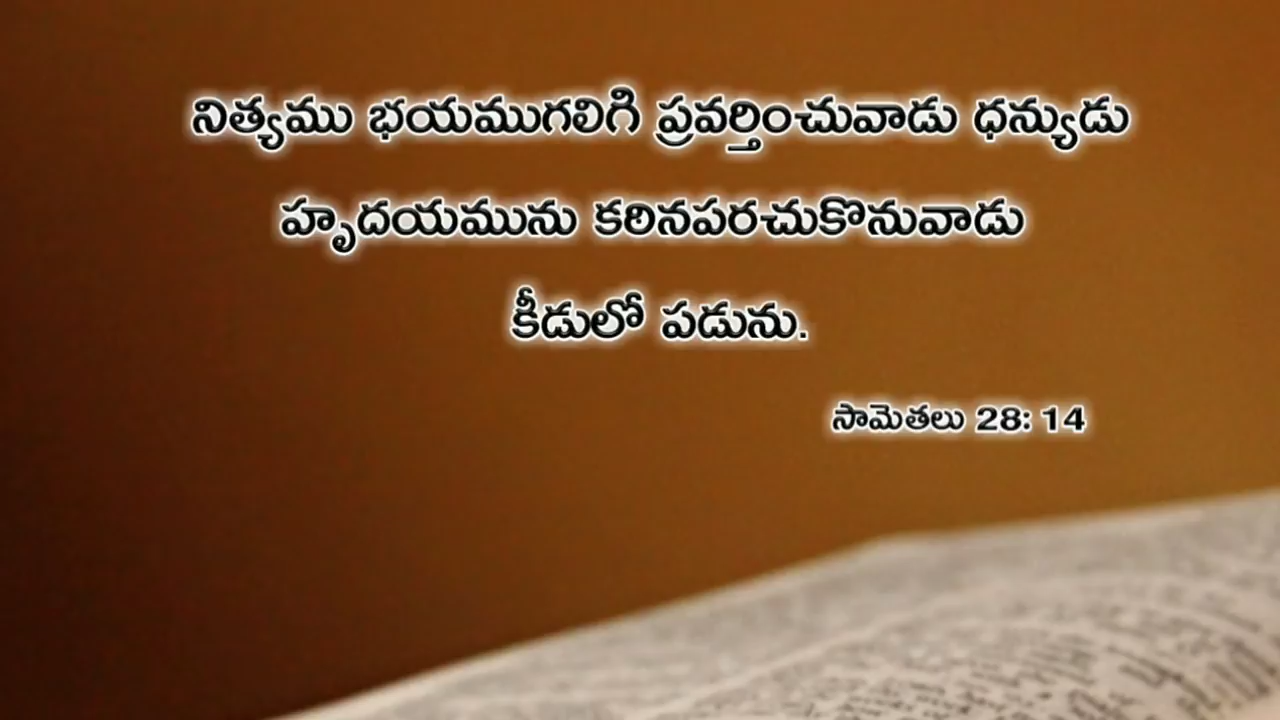 నిత్యము భయముగలిగి ప్రవర్తించువాడు ధన్యుడు
హృదయమును కఠినపరచుకొనువాడు
కీడులో పడును.
సామెతలు 28: 14